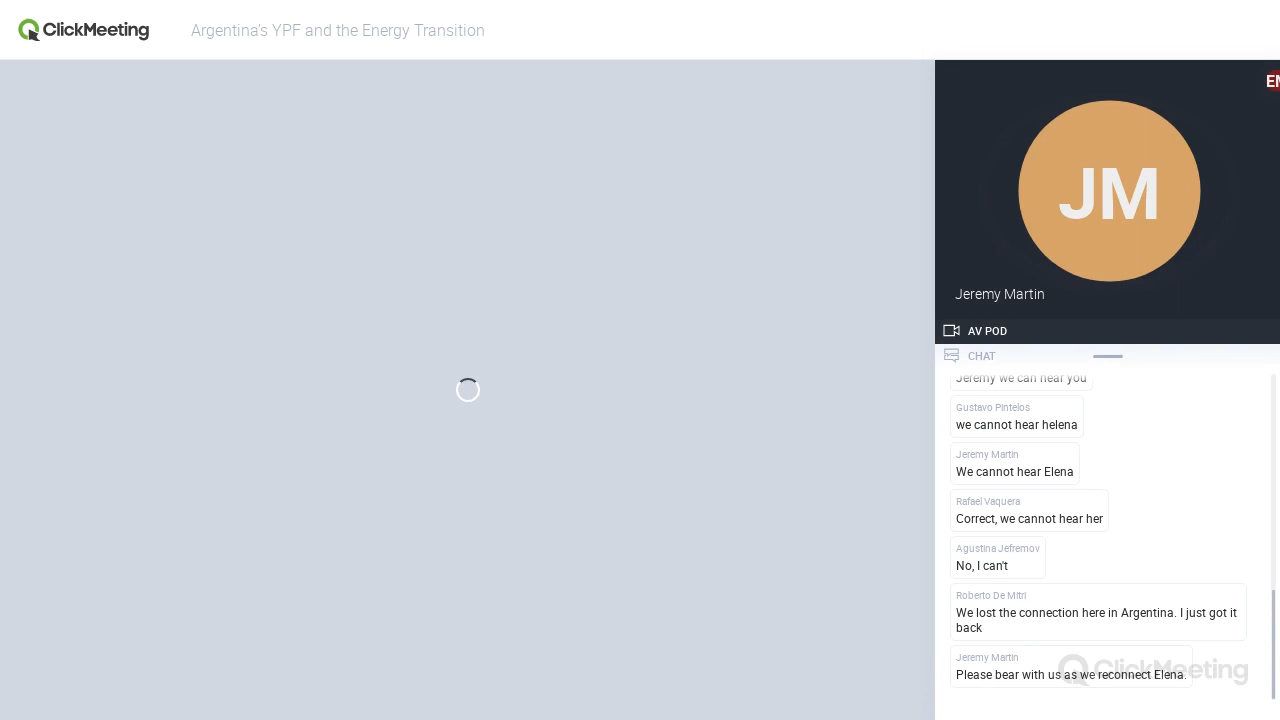 ClickMeeting
Argentina's YPF and the Energy Transition
EM
JM
Jeremy Martin
AV POD
CHAT
Jeremy we can hear you
Gustavo Pintelos
we cannot hear helena
Jeremy Martin
We cannot hear Elena
Rafael Vaquera
Correct, we cannot hear her
Agustina Jefremov
No, I can't
Roberto De Mitri
We lost the connection here in Argentina. I just got it
back
Jeremy Martin
Please bear with us as we reconnect Elena.
ClickMeeting